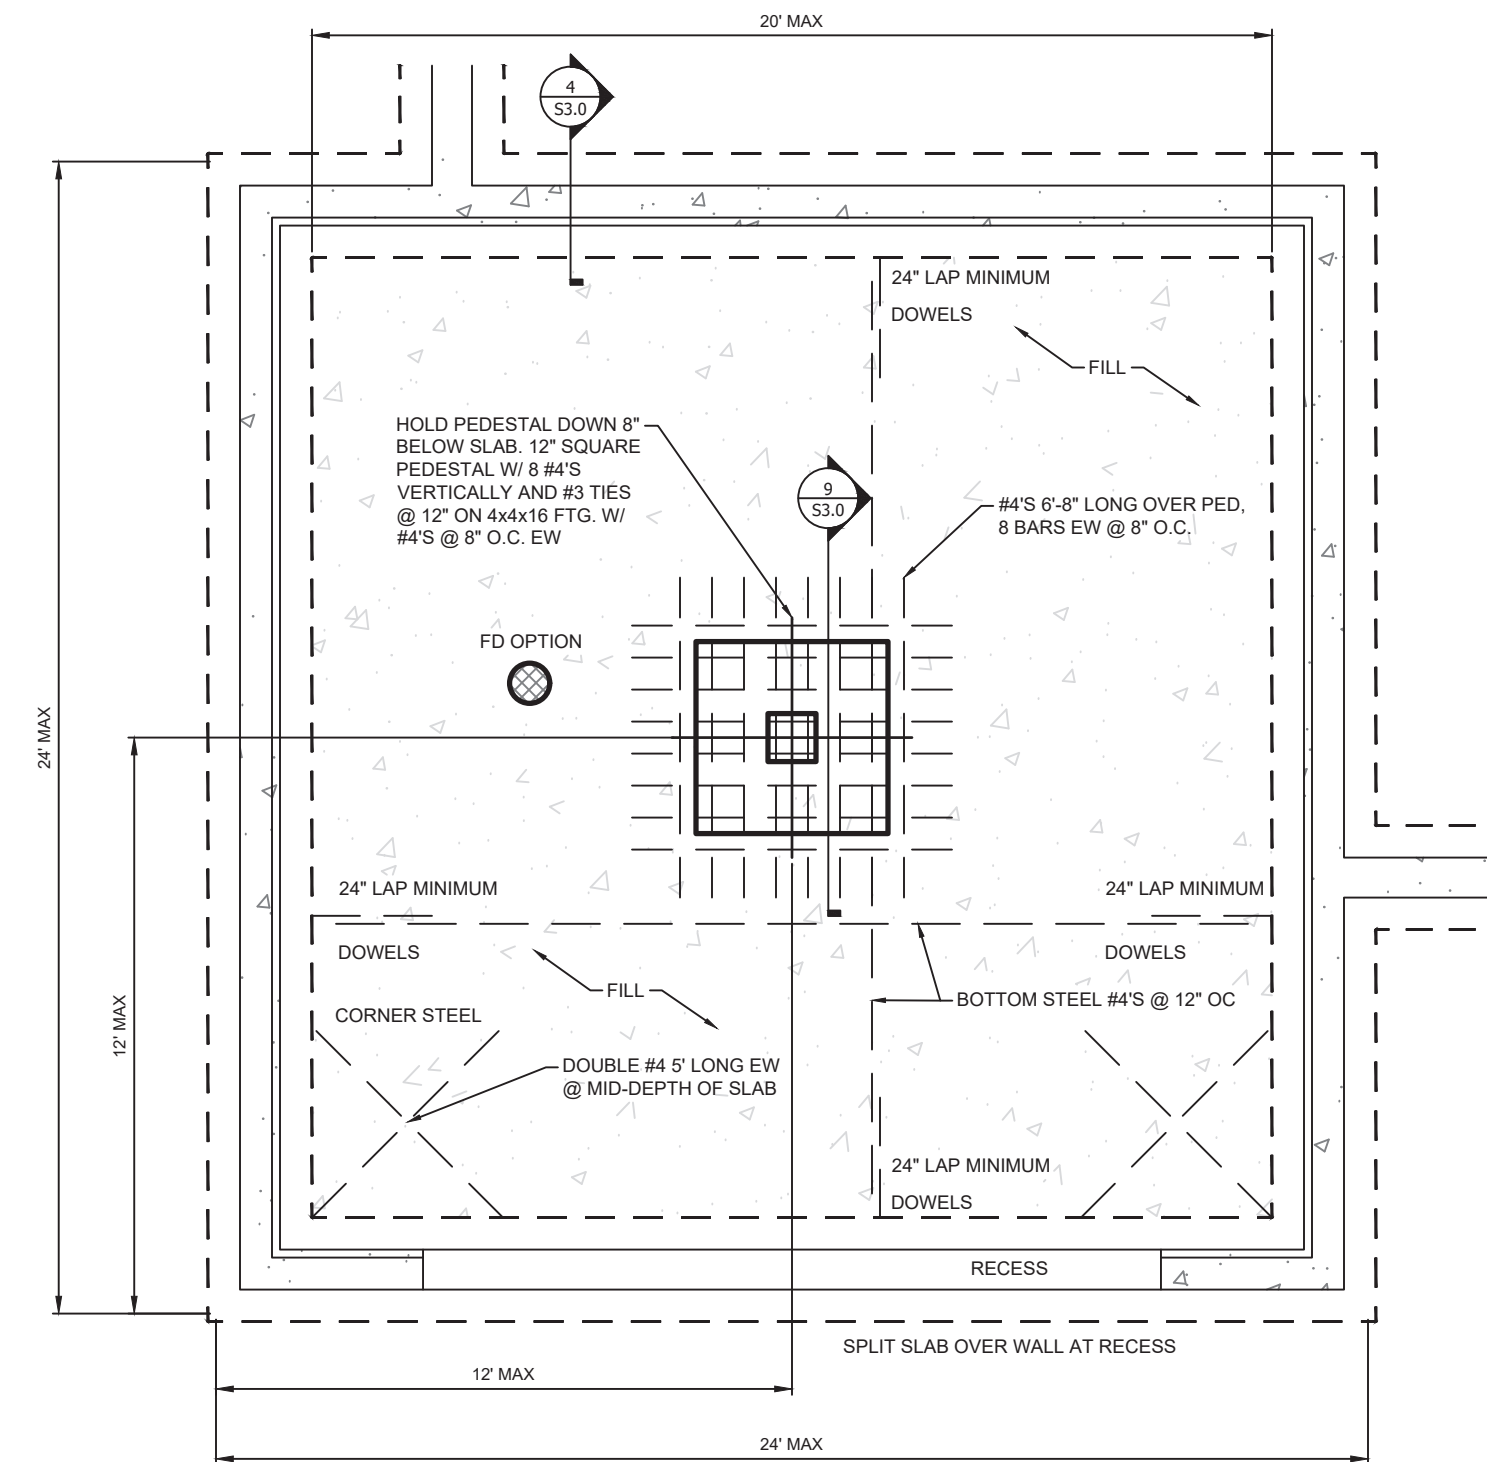 20' MAX
4
S3.0
24" LAP MINIMUM
DOWELS
FILL
HOLD PEDESTAL DOWN 8"
BELOW SLAB. 12" SQUARE
PEDESTAL W/ 8 #4'S
VERTICALLY AND #3 TIES
@ 12" ON 4x4x16 FTG. W/
#4'S @ 8" O.C. EW
9
S3.0
#4'S 6'-8" LONG OVER PED,
8 BARS EW @ 8" O.C.
FD OPTION
24' MAX
24" LAP MINIMUM
24" LAP MINIMUM
DOWELS
DOWELS
FILL
BOTTOM STEEL #4'S @ 12" OC
CORNER STEEL
12' MAX
DOUBLE #4 5' LONG EW
@ MID-DEPTH OF SLAB
24" LAP MINIMUM
DOWELS
RECESS
SPLIT SLAB OVER WALL AT RECESS
12' MAX
24' MAX